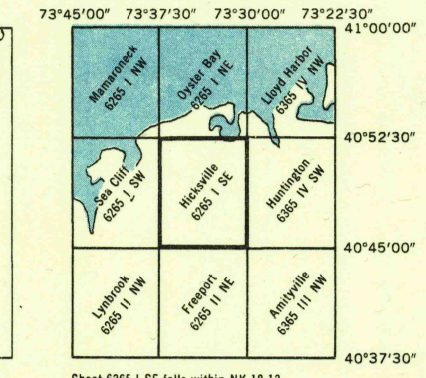 73°45'00" 73°37'30" 73°30'00" 73°22'30"
41°00'00"
Mamaroneck
6265 I NW
Oyster Bay
6265 I NE
Lloyd Harbor
6365 IV NW
40°52'30"
Sea Cliff
6265 I SW
Hicksville
6265 I SE
Huntington
6365 IV SW
40°45'00"
Lynbrook
6265 II NW
Freeport
6265 II NE
Amityville
6365 III NW
40°37'30"
Sheet 6265 I SE falls within NK 18-12